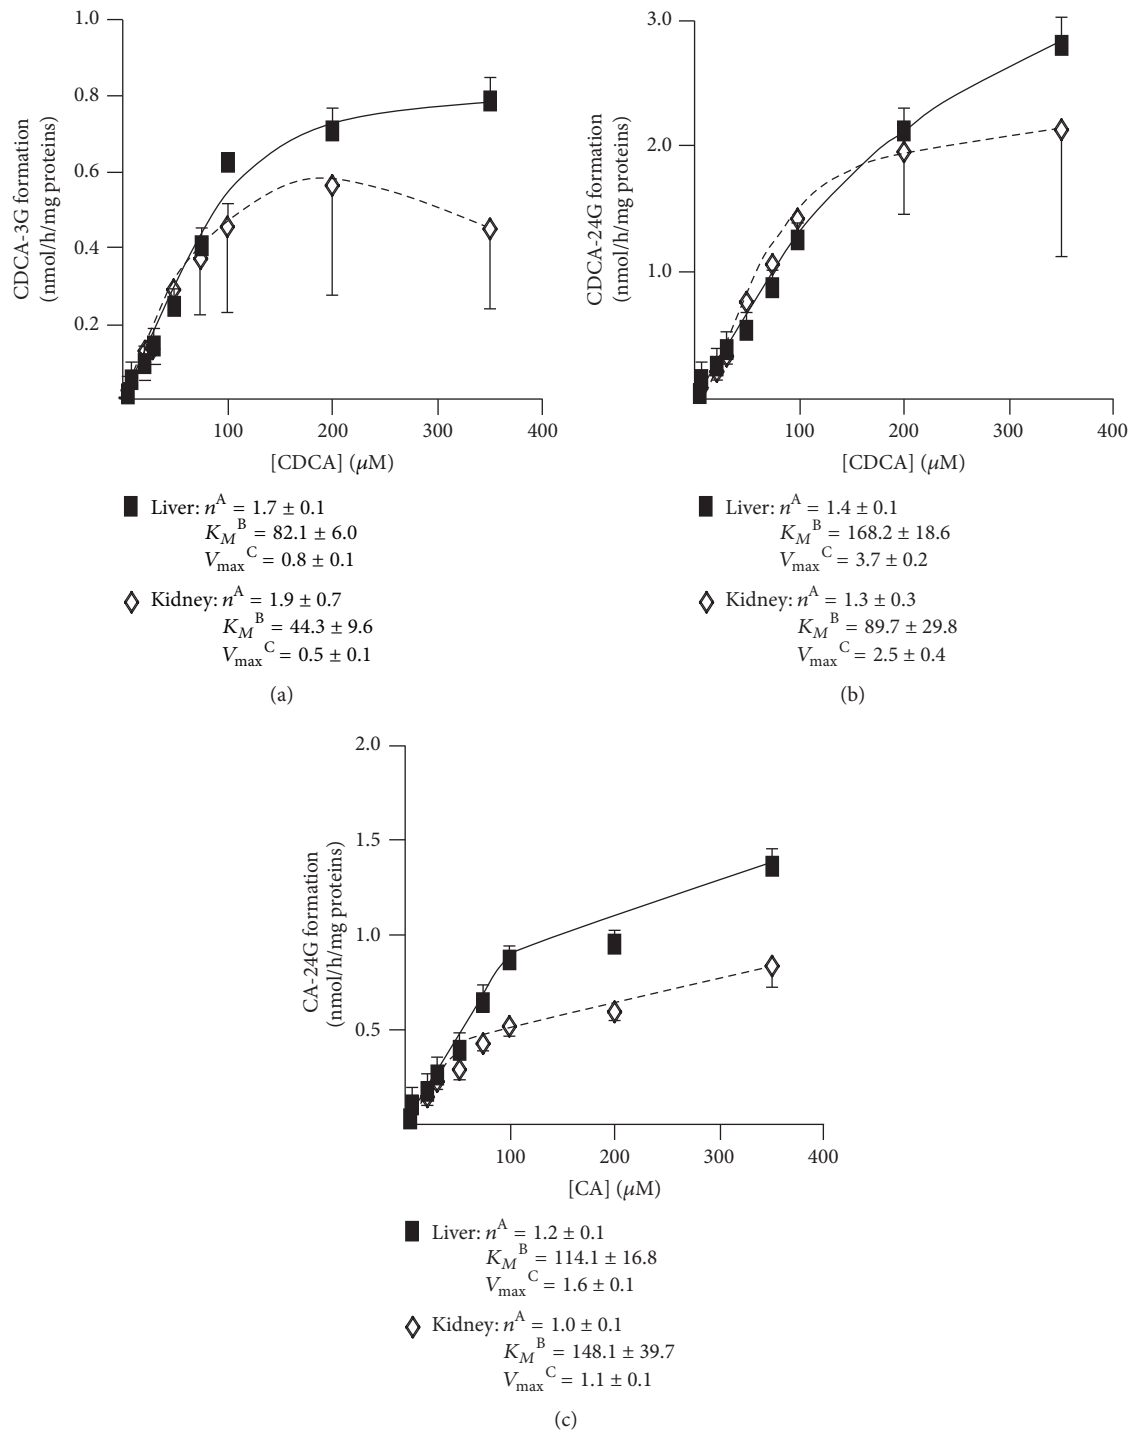 1.0
0.8
0.6
0.4
0.2
CDCA-3G formation
(nmol/h/mg proteins)
100 200 300 400
[CDCA] (μM)
Liver: nᴬ = 1.7 ± 0.1
K_M^B = 82.1 ± 6.0
V_max^C = 0.8 ± 0.1
Kidney: nᴬ = 1.9 ± 0.7
K_M^B = 44.3 ± 9.6
V_max^C = 0.5 ± 0.1
(a)
3.0
2.0
1.0
CDCA-24G formation
(nmol/h/mg proteins)
100 200 300 400
[CDCA] (μM)
Liver: nᴬ = 1.4 ± 0.1
K_M^B = 168.2 ± 18.6
V_max^C = 3.7 ± 0.2
Kidney: nᴬ = 1.3 ± 0.3
K_M^B = 89.7 ± 29.8
V_max^C = 2.5 ± 0.4
(b)
2.0
1.5
1.0
0.5
CA-24G formation
(nmol/h/mg proteins)
100 200 300 400
[CA] (μM)
Liver: nᴬ = 1.2 ± 0.1
K_M^B = 114.1 ± 16.8
V_max^C = 1.6 ± 0.1
Kidney: nᴬ = 1.0 ± 0.1
K_M^B = 148.1 ± 39.7
V_max^C = 1.1 ± 0.1
(c)